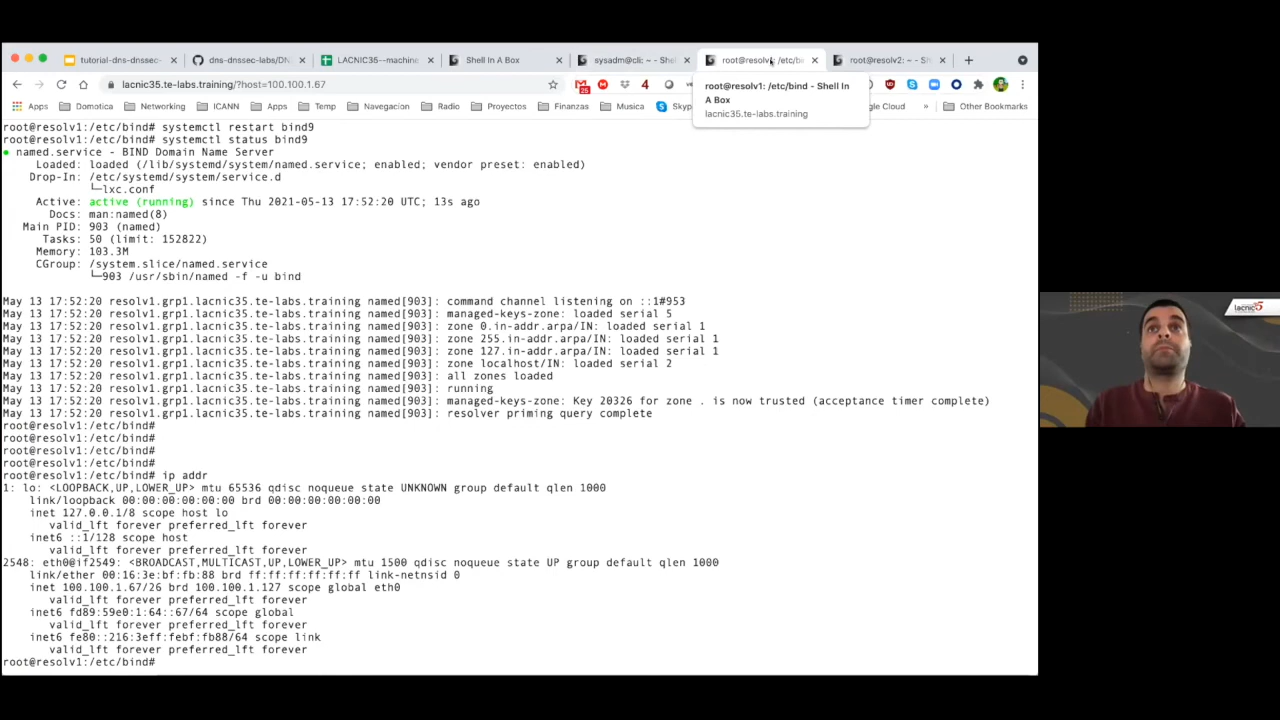 tutorial-dns-dnssec-
dns-dnssec-labs/DN
LACNIC35--machine
Shell In A Box
sysadm@cli: ~ - She
root@resolv1: /etc/b
root@resolv2: ~ - S
lacnic35.te-labs.training/?host=100.100.1.67
25
4
Apps
Domotica
Networking
ICANN
Apps
Temp
Navegacion
Radio
Proyectos
Finanzas
Musica
Skyp
gle Cloud
»
Other Bookmarks
root@resolv1: /etc/bind - Shell In
A Box
lacnic35.te-labs.training
root@resolv1:/etc/bind# systemctl restart bind9
root@resolv1:/etc/bind# systemctl status bind9
● named.service - BIND Domain Name Server
Loaded: loaded (/lib/systemd/system/named.service; enabled; vendor preset: enabled)
Drop-In: /etc/systemd/system/service.d
└─lxc.conf
Active: active (running) since Thu 2021-05-13 17:52:20 UTC; 13s ago
Docs: man:named(8)
Main PID: 903 (named)
Tasks: 50 (limit: 152822)
Memory: 103.3M
CGroup: /system.slice/named.service
└─903 /usr/sbin/named -f -u bind
May 13 17:52:20 resolv1.grp1.lacnic35.te-labs.training named[903]: command channel listening on ::1#953
May 13 17:52:20 resolv1.grp1.lacnic35.te-labs.training named[903]: managed-keys-zone: loaded serial 5
May 13 17:52:20 resolv1.grp1.lacnic35.te-labs.training named[903]: zone 0.in-addr.arpa/IN: loaded serial 1
May 13 17:52:20 resolv1.grp1.lacnic35.te-labs.training named[903]: zone 255.in-addr.arpa/IN: loaded serial 1
May 13 17:52:20 resolv1.grp1.lacnic35.te-labs.training named[903]: zone 127.in-addr.arpa/IN: loaded serial 1
May 13 17:52:20 resolv1.grp1.lacnic35.te-labs.training named[903]: zone localhost/IN: loaded serial 2
May 13 17:52:20 resolv1.grp1.lacnic35.te-labs.training named[903]: all zones loaded
May 13 17:52:20 resolv1.grp1.lacnic35.te-labs.training named[903]: running
May 13 17:52:20 resolv1.grp1.lacnic35.te-labs.training named[903]: managed-keys-zone: Key 20326 for zone . is now trusted (acceptance timer complete)
May 13 17:52:20 resolv1.grp1.lacnic35.te-labs.training named[903]: resolver priming query complete
root@resolv1:/etc/bind#
root@resolv1:/etc/bind#
root@resolv1:/etc/bind#
root@resolv1:/etc/bind#
root@resolv1:/etc/bind# ip addr
1: lo: <LOOPBACK,UP,LOWER_UP> mtu 65536 qdisc noqueue state UNKNOWN group default qlen 1000
link/loopback 00:00:00:00:00:00 brd 00:00:00:00:00:00
inet 127.0.0.1/8 scope host lo
valid_lft forever preferred_lft forever
inet6 ::1/128 scope host
valid_lft forever preferred_lft forever
2548: eth0@if2549: <BROADCAST,MULTICAST,UP,LOWER_UP> mtu 1500 qdisc noqueue state UP group default qlen 1000
link/ether 00:16:3e:bf:fb:88 brd ff:ff:ff:ff:ff:ff link-netnsid 0
inet 100.100.1.67/26 brd 100.100.1.127 scope global eth0
valid_lft forever preferred_lft forever
inet6 fd89:59e0:1:64::67/64 scope global
valid_lft forever preferred_lft forever
inet6 fe80::216:3eff:febf:fb88/64 scope link
valid_lft forever preferred_lft forever
root@resolv1:/etc/bind#
lacnic35